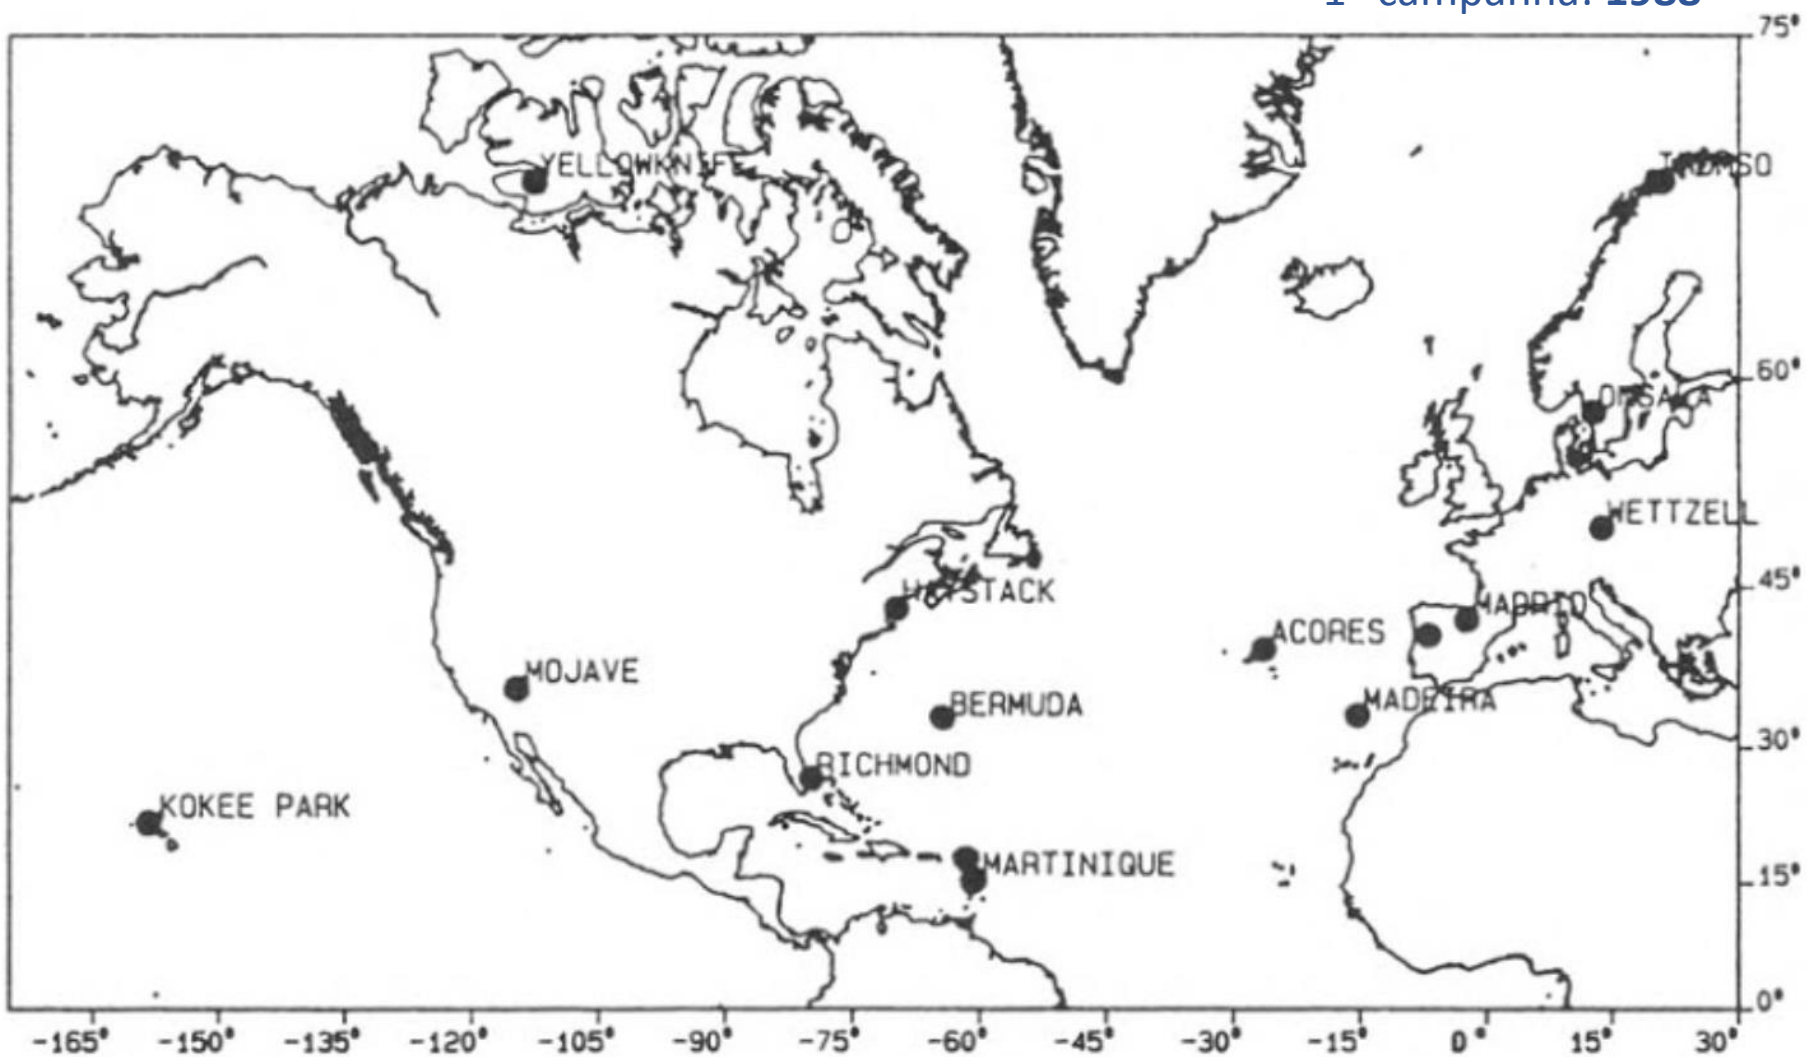 campanha: 1988
75°
YELLOWKNIFE
TROMSO
60°
ONSALA
WETTZELL
45°
HAYSTACK
MADRID
ACORES
MOJAVE
MADEIRA
BERMUDA
30°
RICHMOND
KOKEE PARK
MARTINIQUE
15°
0°
-165° -150° -135° -120° -105° -90° -75° -60° -45° -30° -15° 0° 15° 30°